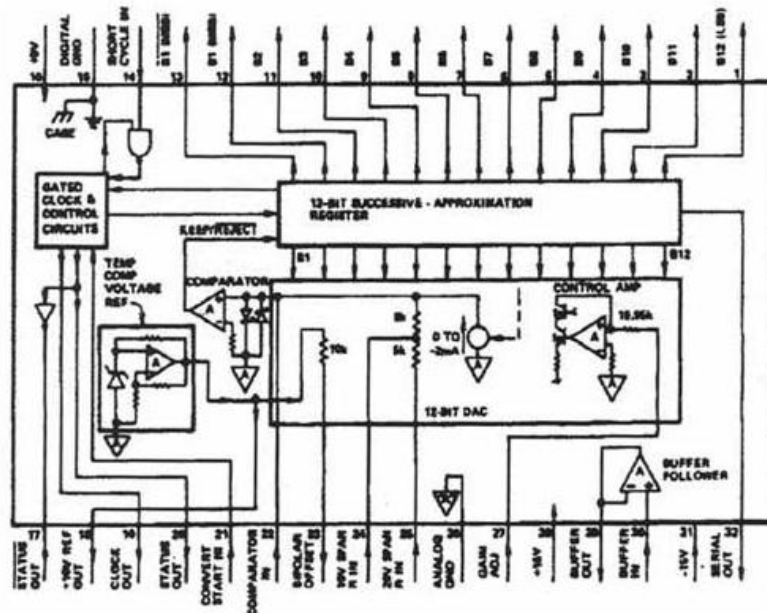 +5V
DIGITAL GND
SHORT CYCLE IN
B1 (MSB)
B1 (MSB)
B2
B3
B4
B5
B6
B7
B8
B9
B10
B11
B12 (LSB)
16
15
14
13
12
11
10
9
8
7
6
5
4
3
2
1
CASE
GATED
CLOCK &
CONTROL
CIRCUITS
12-BIT SUCCESSIVE - APPROXIMATION
REGISTER
KEEP/REJECT
B1
B12
TEMP
COMP
VOLTAGE
REF
COMPARATOR
A
CONTROL AMP
10k
5k
5k
0 TO
-2mA
A
A
A
A
A
12-BIT DAC
A
BUFFER
FOLLOWER
17
18
19
20
21
22
23
24
25
26
27
28
29
30
31
32
STATUS OUT
+10V REF OUT
CLOCK OUT
STATUS OUT
CONVERT START IN
COMPARATOR IN
BIPOLAR OFFSET
10V SPAN R IN
20V SPAN R IN
ANALOG GND
GAIN ADJ
+15V
BUFFER OUT
BUFFER IN
-15V
SERIAL OUT